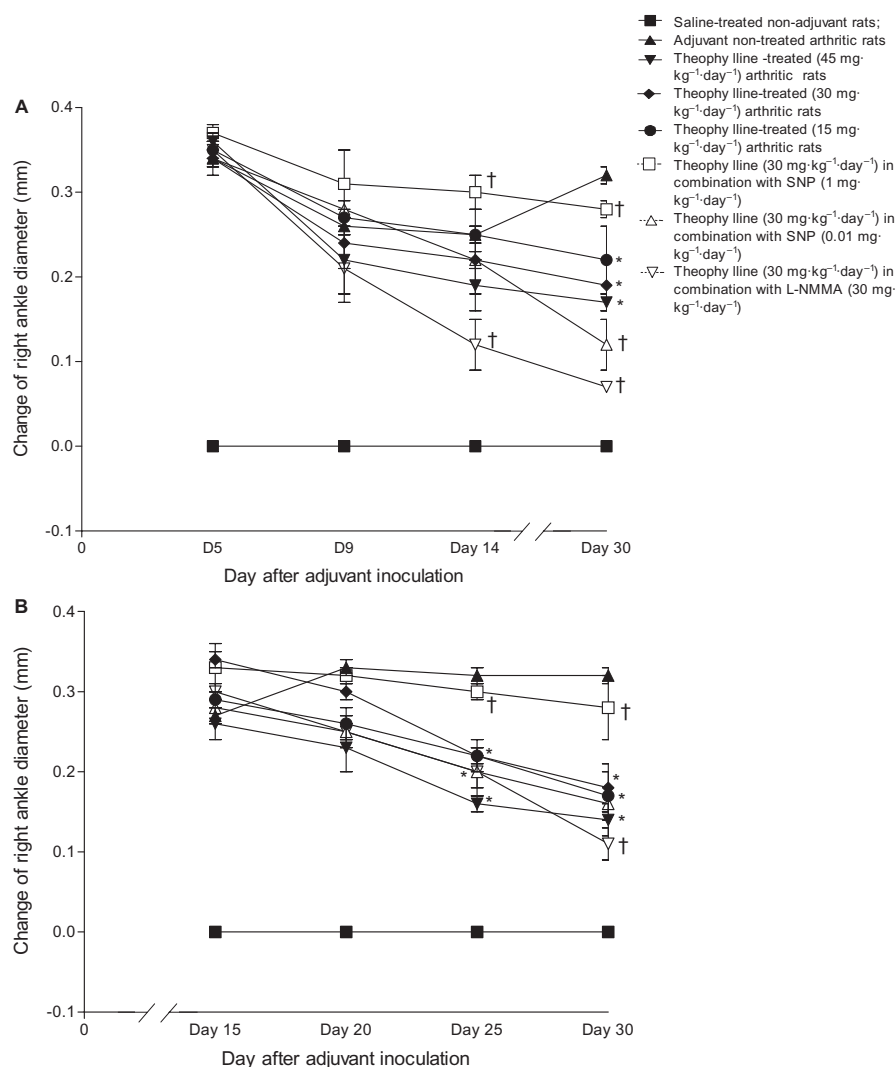 Saline-treated non-adjuvant rats;
Adjuvant non-treated arthritic rats
Theophy lline -treated (45 mg·
kg⁻¹·day⁻¹) arthritic rats
Theophy lline-treated (30 mg·
kg⁻¹·day⁻¹) arthritic rats
Theophy lline-treated (15 mg·
kg⁻¹·day⁻¹) arthritic rats
Theophy lline (30 mg·kg⁻¹·day⁻¹) in
combination with SNP (1 mg·
kg⁻¹·day⁻¹)
Theophy lline (30 mg·kg⁻¹·day⁻¹) in
combination with SNP (0.01 mg·
kg⁻¹·day⁻¹)
Theophy lline (30 mg·kg⁻¹·day⁻¹) in
combination with L-NMMA (30 mg·
kg⁻¹·day⁻¹)
A
Change of right ankle diameter (mm)
0.4
0.3
0.2
0.1
0.0
-0.1
† † * * * † † †
0 D5 D9 Day 14 Day 30
Day after adjuvant inoculation
B
Change of right ankle diameter (mm)
0.4
0.3
0.2
0.1
0.0
-0.1
† † * * * * * * †
0 Day 15 Day 20 Day 25 Day 30
Day after adjuvant inoculation